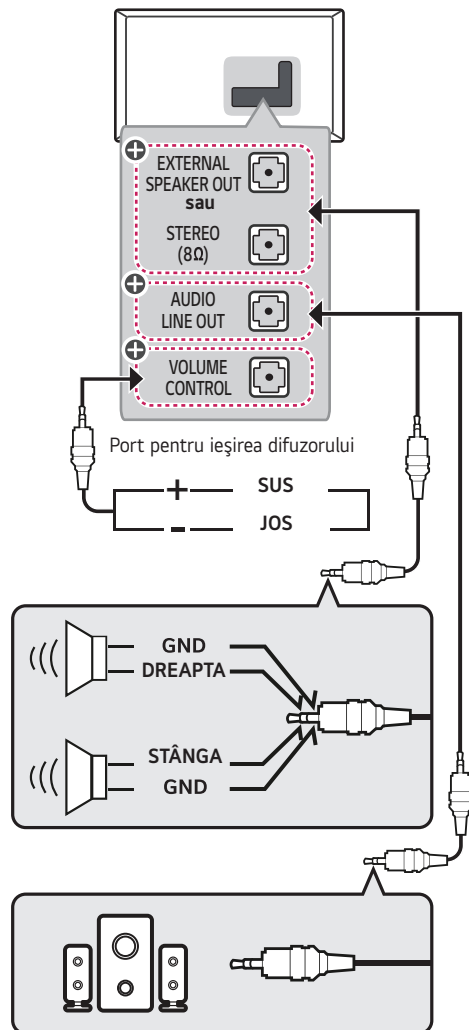 EXTERNAL
SPEAKER OUT
sau
STEREO
(8Ω)
AUDIO
LINE OUT
VOLUME
CONTROL
Port pentru ieşirea difuzorului
+ SUS
- JOS
GND
DREAPTA
STÂNGA
GND